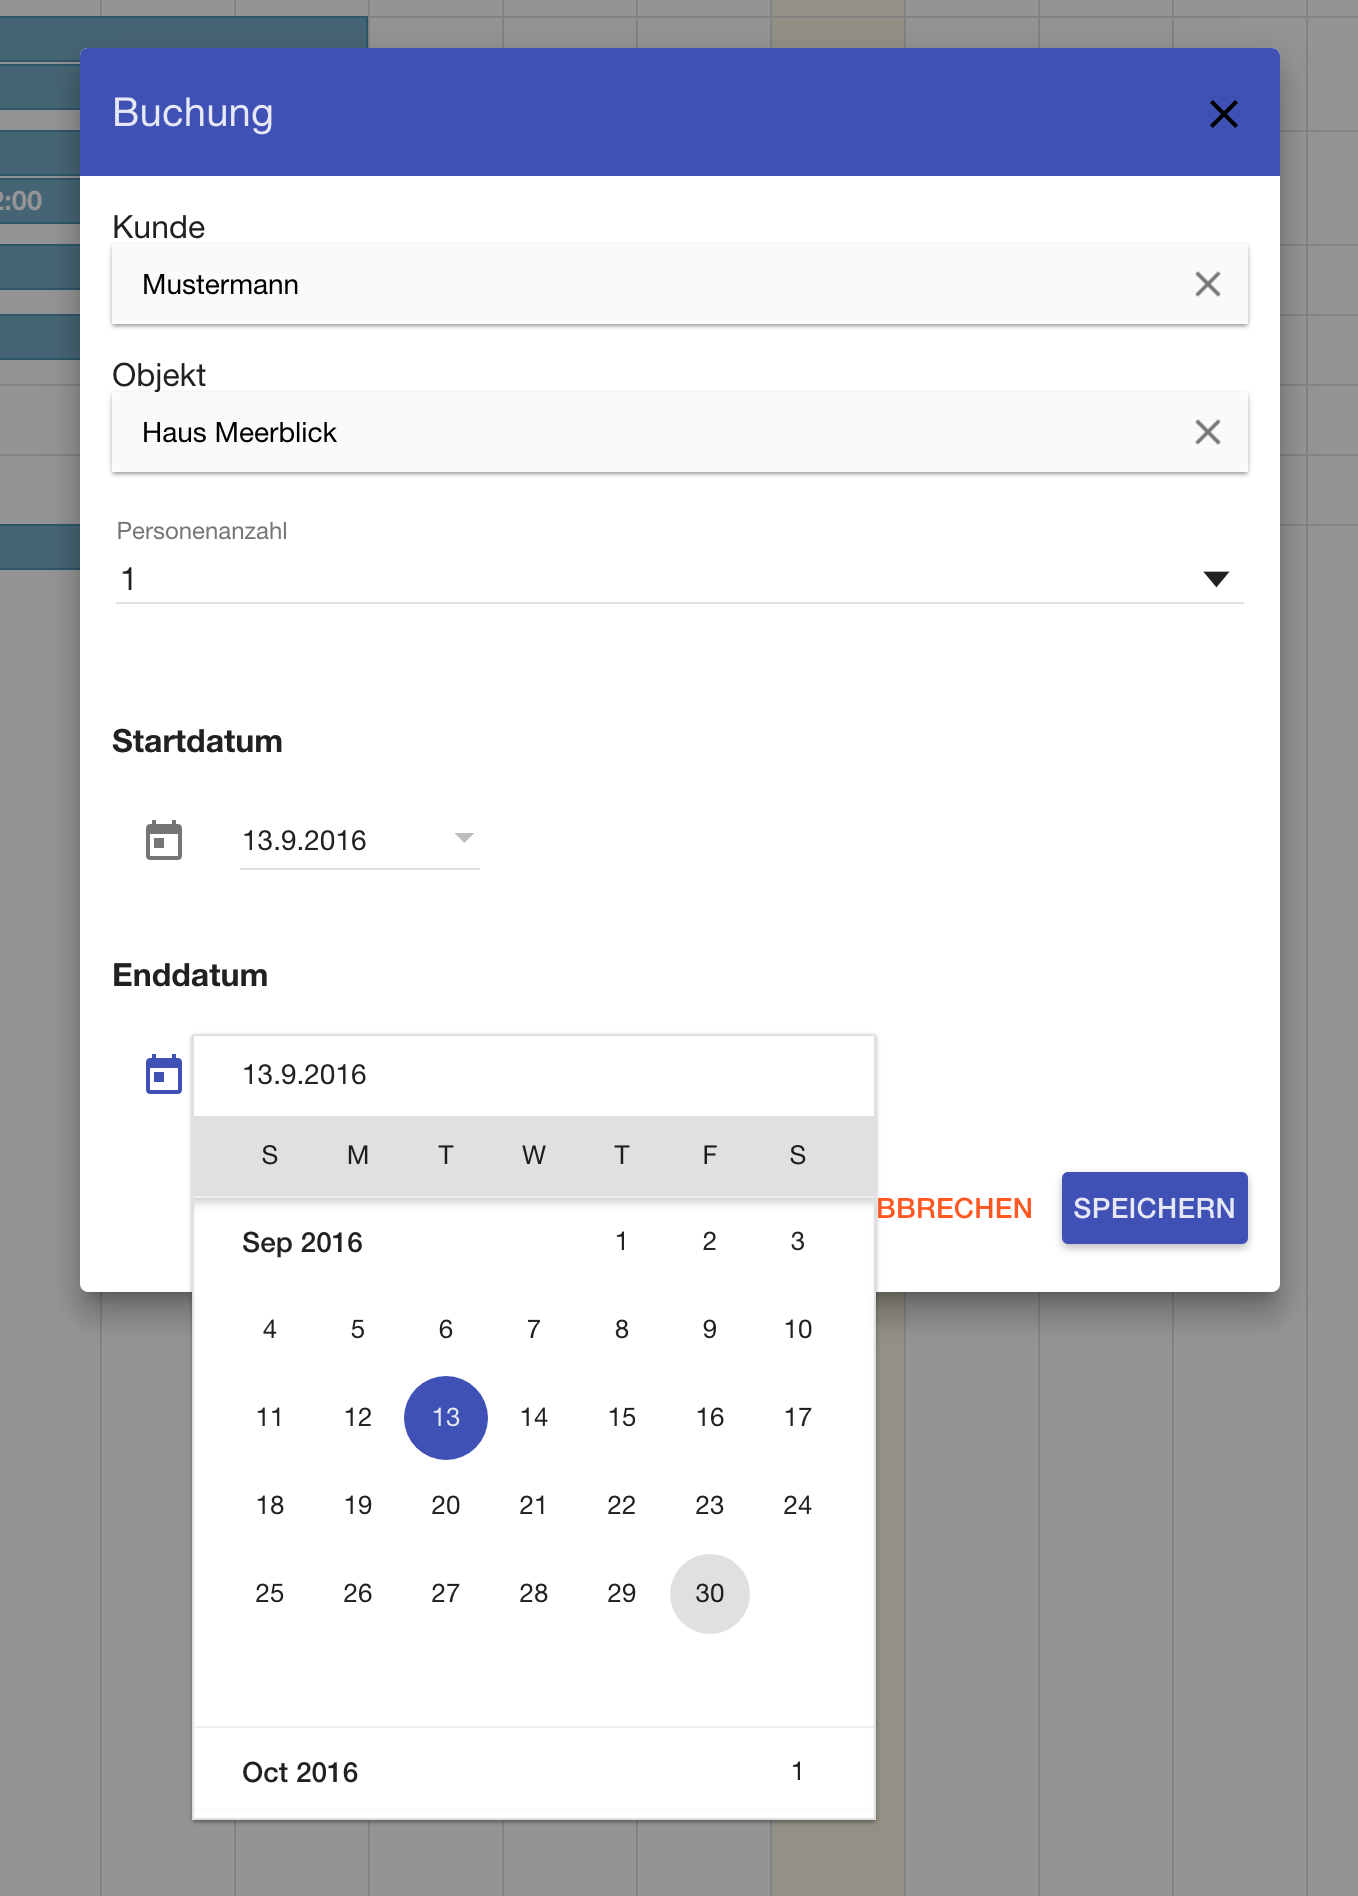 Buchung
2:00
Kunde
Mustermann
Objekt
Haus Meerblick
Personenanzahl
1
Startdatum
13.9.2016
Enddatum
13.9.2016
S M T W T F S
BBRECHEN SPEICHERN
Sep 2016 1 2 3
4 5 6 7 8 9 10
11 12 13 14 15 16 17
18 19 20 21 22 23 24
25 26 27 28 29 30
Oct 2016 1